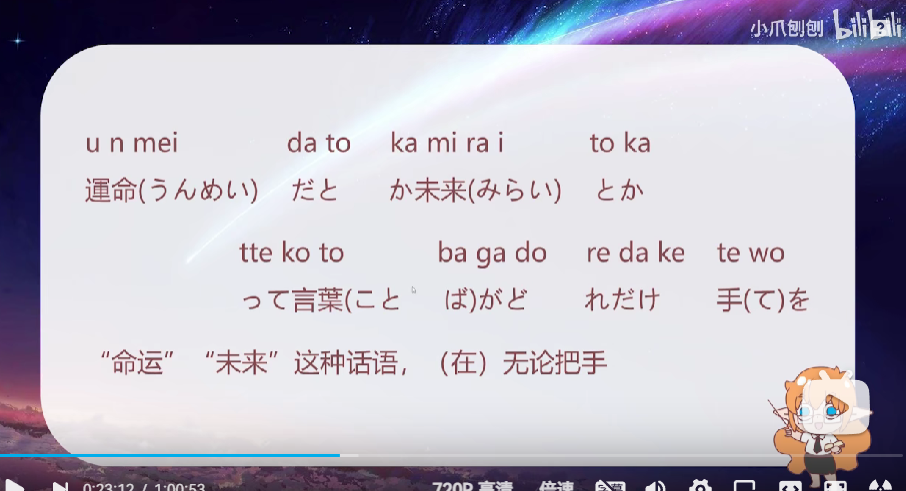 小爪刨刨 bilibili
u n mei da to ka mi ra i to ka
運命(うんめい) だと か未来(みらい) とか
tte ko to ba ga do re da ke te wo
って言葉(こと ば)がど れだけ 手(て)を
“命运”“未来”这种话语，（在）无论把手
0:23:12 / 1:00:53 720P 高清 倍速